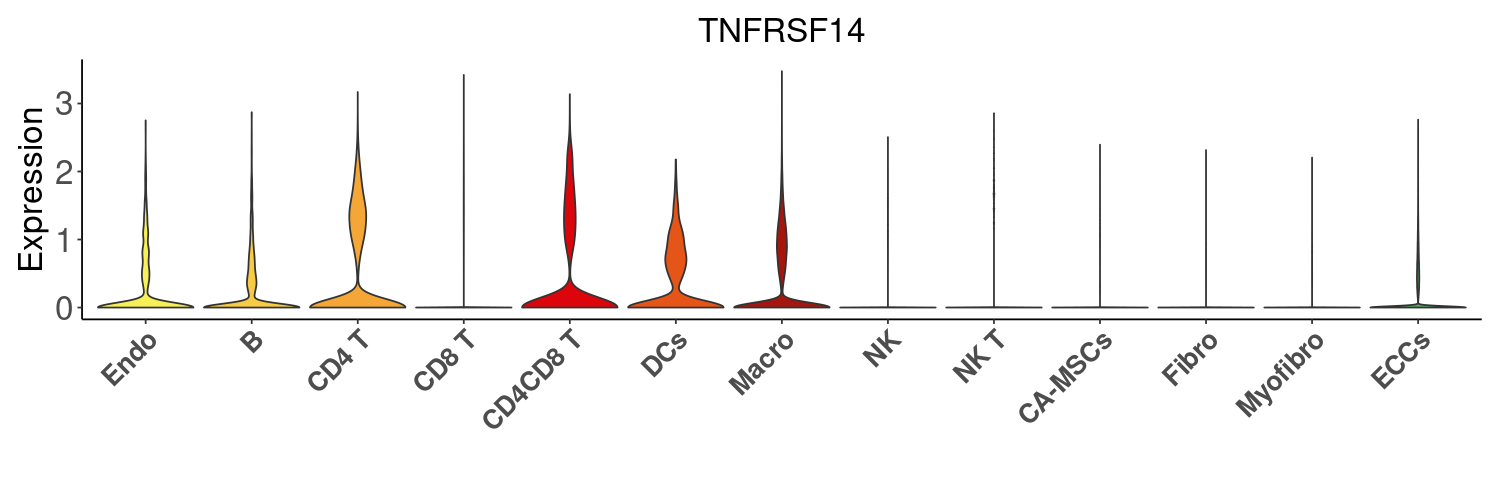 TNFRSF14
Expression
3
2
1
0
Endo
B
CD4 T
CD8 T
CD4CD8 T
DCs
Macro
NK
NK T
CA-MSCs
Fibro
Myofibro
ECCs